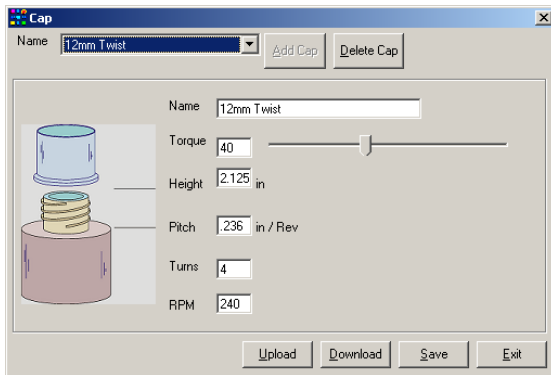 Cap
Name 12mm Twist Add Cap Delete Cap
Name 12mm Twist
Torque 40
Height 2.125 in
Pitch .236 in / Rev
Turns 4
RPM 240
Upload Download Save Exit